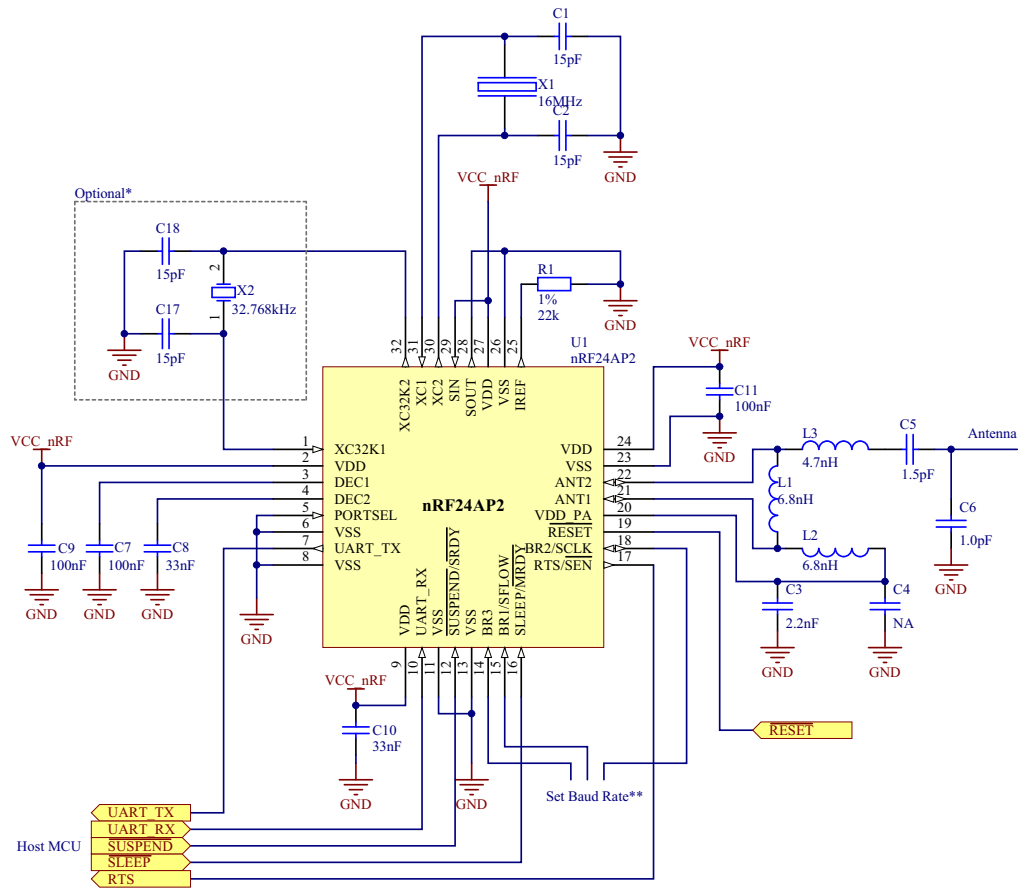 C1
15pF
X1
16MHz
C2
15pF
GND
VCC_nRF
Optional*
C18
15pF
2
X2
32.768kHz
C17
1
15pF
GND
R1
1%
22k
GND
32
31
30
29
28
27
26
25
U1
nRF24AP2
XC32K2
XC1
XC2
SIN
SOUT
VDD
VSS
IREF
VCC_nRF
C11
100nF
GND
VCC_nRF
1
XC32K1
2
VDD
3
DEC1
4
DEC2
5
PORTSEL
6
VSS
7
UART_TX
8
VSS
nRF24AP2
VDD
24
VSS
23
ANT2
22
ANT1
21
VDD_PA
20
RESET
19
BR2/SCLK
18
RTS/SEN
17
L3
4.7nH
C5
1.5pF
Antenna
L1
6.8nH
L2
6.8nH
C6
1.0pF
GND
C9
100nF
GND
C7
100nF
GND
C8
33nF
GND
GND
C3
2.2nF
GND
C4
NA
GND
VDD
UART_RX
VSS
SUSPEND/SRDY
VSS
BR3
BR1/SFLOW
SLEEP/MRDY
9
10
11
12
13
14
15
16
VCC_nRF
C10
33nF
GND
GND
RESET
Set Baud Rate**
Host MCU
UART_TX
UART_RX
SUSPEND
SLEEP
RTS